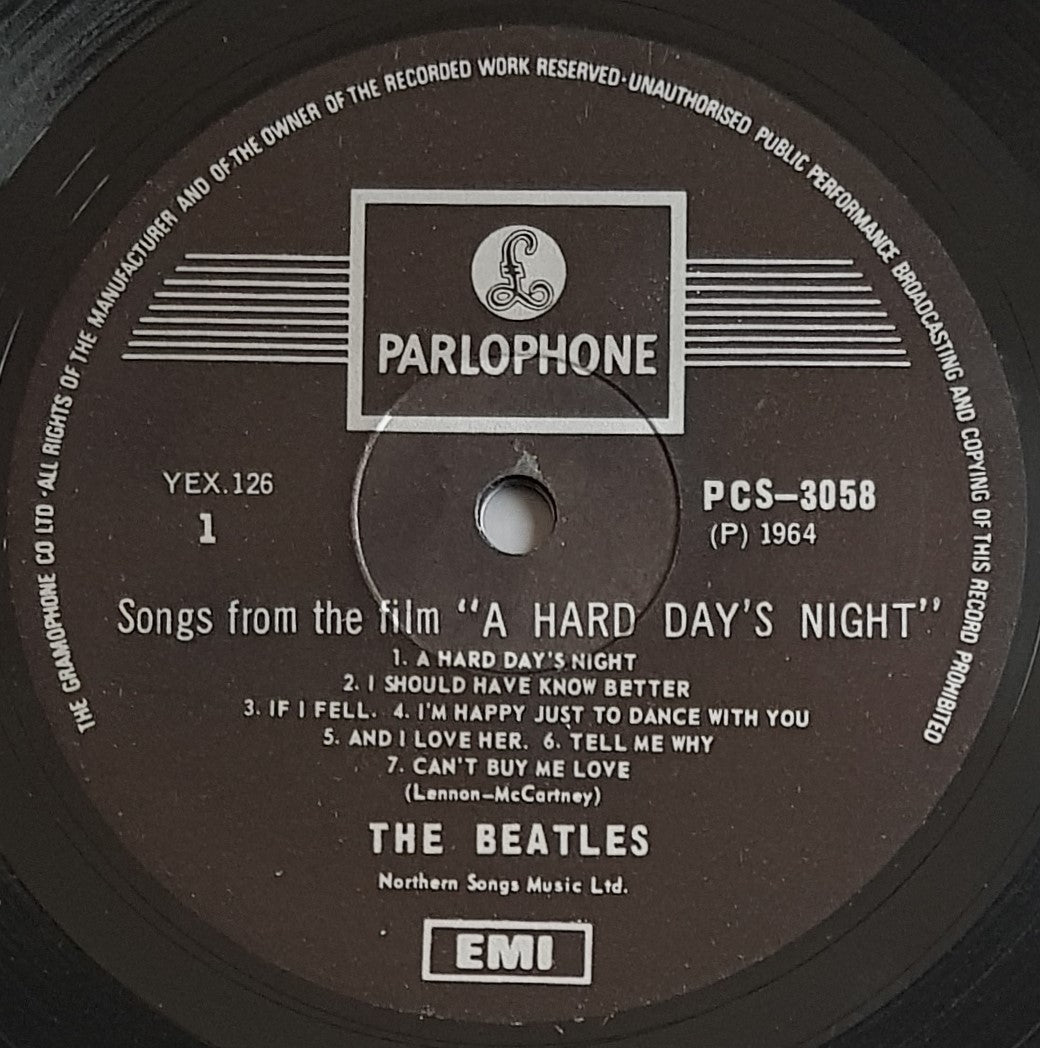 THE GRAMOPHONE CO LTD · ALL RIGHTS OF THE MANUFACTURER AND OF THE OWNER OF THE RECORDED WORK RESERVED · UNAUTHORISED PUBLIC PERFORMANCE BROADCASTING AND COPYING OF THIS RECORD PROHIBITED
£
PARLOPHONE
YEX.126
1
PCS–3058
(P) 1964
Songs from the film “A HARD DAY’S NIGHT”
1. A HARD DAY'S NIGHT
2. I SHOULD HAVE KNOW BETTER
3. IF I FELL. 4. I'M HAPPY JUST TO DANCE WITH YOU
5. AND I LOVE HER. 6. TELL ME WHY
7. CAN'T BUY ME LOVE
(Lennon–McCartney)
THE BEATLES
Northern Songs Music Ltd.
EMI